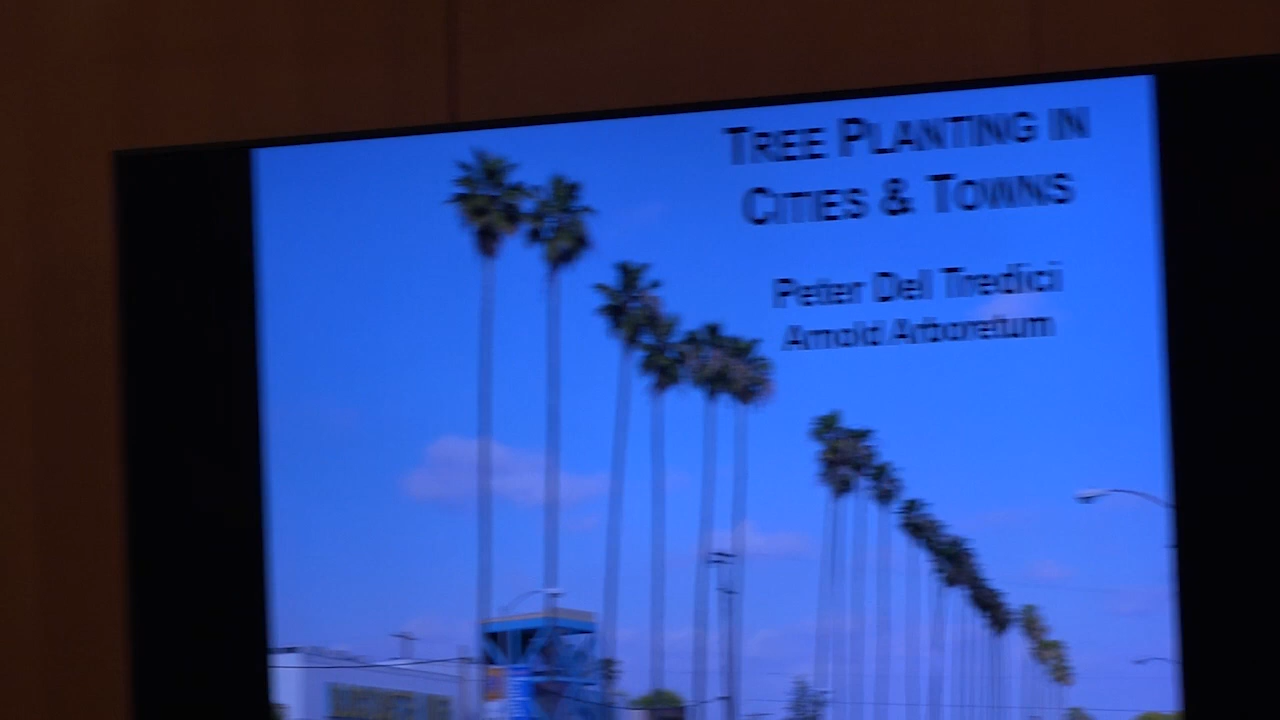 TREE PLANTING IN
CITIES & TOWNS
Peter Del Tredici
Arnold Arboretum